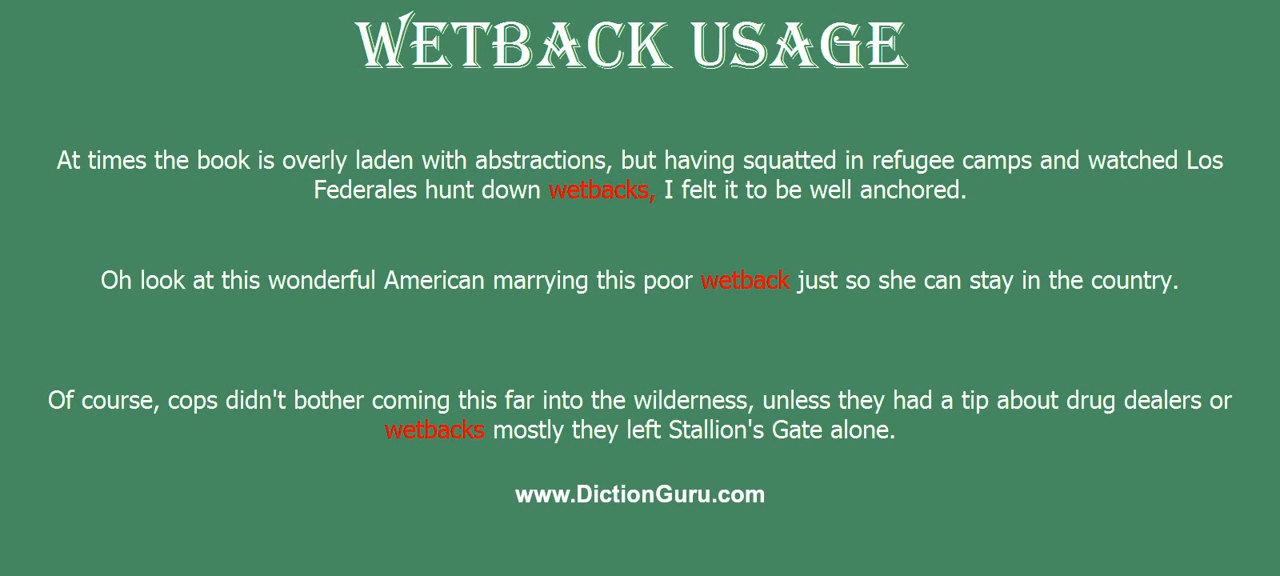 WETBACK USAGE
At times the book is overly laden with abstractions, but having squatted in refugee camps and watched Los
Federales hunt down wetbacks, I felt it to be well anchored.
Oh look at this wonderful American marrying this poor wetback just so she can stay in the country.
Of course, cops didn't bother coming this far into the wilderness, unless they had a tip about drug dealers or
wetbacks mostly they left Stallion's Gate alone.
www.DictionGuru.com